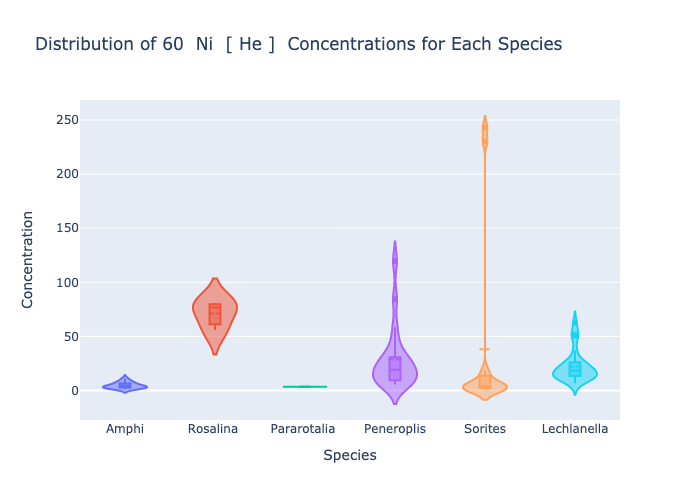 Distribution of 60 Ni [ He ] Concentrations for Each Species
250
200
150
100
50
0
Concentration
Amphi Rosalina Pararotalia Peneroplis Sorites Lechlanella
Species